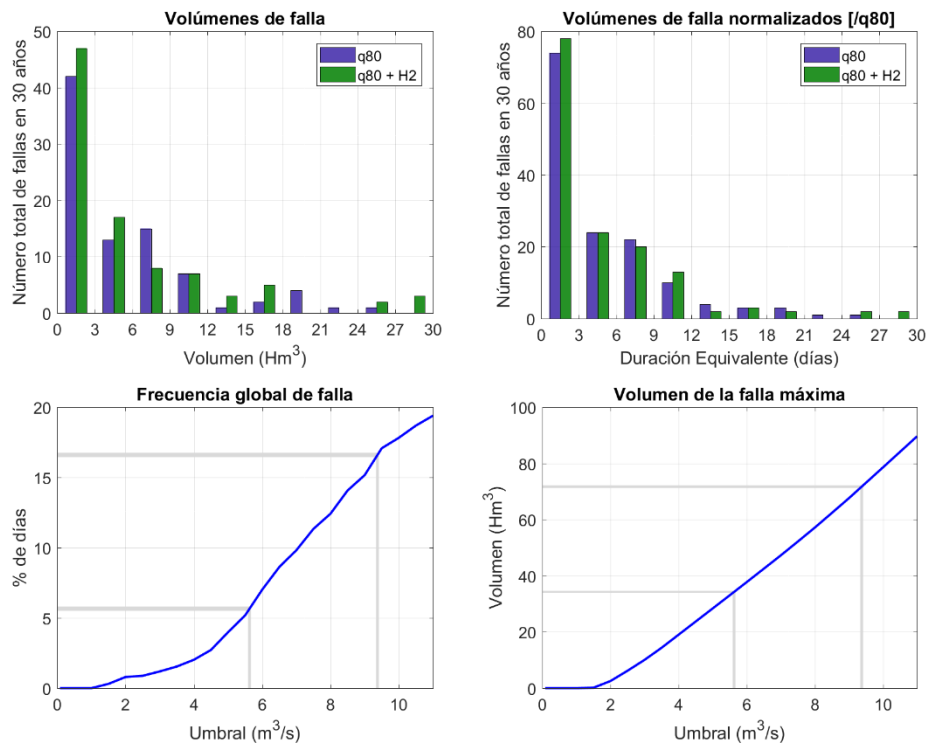 Volúmenes de falla
Número total de fallas en 30 años
50
40
30
20
10
0
q80
q80 + H2
0 3 6 9 12 15 18 21 24 27 30
Volumen (Hm³)
Volúmenes de falla normalizados [/q80]
Número total de fallas en 30 años
80
60
40
20
0
q80
q80 + H2
0 3 6 9 12 15 18 21 24 27 30
Duración Equivalente (días)
Frecuencia global de falla
% de días
20
15
10
5
0
0 2 4 6 8 10
Umbral (m³/s)
Volumen de la falla máxima
Volumen (Hm³)
100
80
60
40
20
0
0 2 4 6 8 10
Umbral (m³/s)